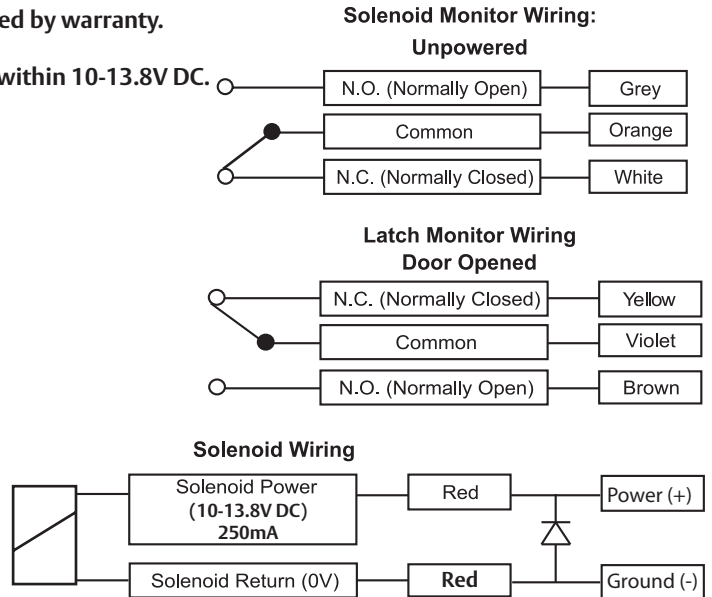 ed by warranty.
within 10-13.8V DC.
Solenoid Monitor Wiring:
Unpowered
N.O. (Normally Open) Grey
Common Orange
N.C. (Normally Closed) White
Latch Monitor Wiring
Door Opened
N.C. (Normally Closed) Yellow
Common Violet
N.O. (Normally Open) Brown
Solenoid Wiring
Solenoid Power
(10-13.8V DC)
250mA
Red
Power (+)
Solenoid Return (0V) Red Ground (-)